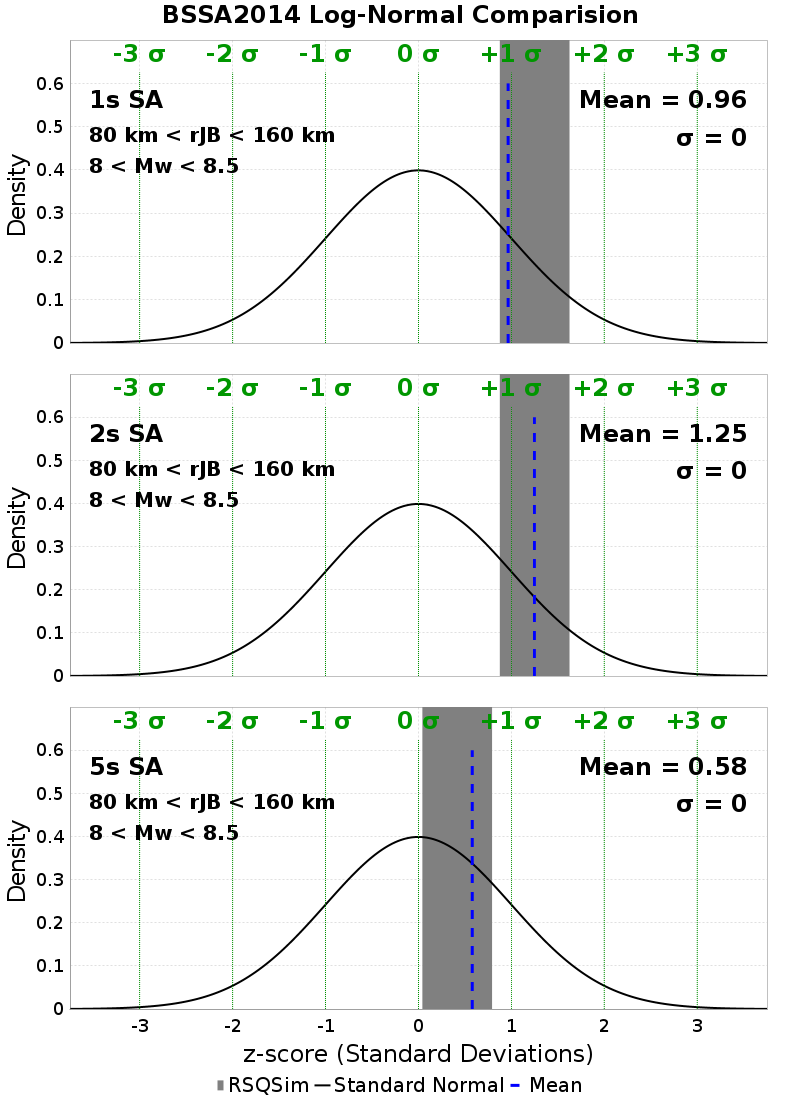 BSSA2014 Log-Normal Comparision
-3 σ -2 σ -1 σ 0 σ +1 σ +2 σ +3 σ
1s SA
80 km < rJB < 160 km
8 < Mw < 8.5
Mean = 0.96
σ = 0
Density
0.6
0.5
0.4
0.3
0.2
0.1
0
-3 σ -2 σ -1 σ 0 σ +1 σ +2 σ +3 σ
2s SA
80 km < rJB < 160 km
8 < Mw < 8.5
Mean = 1.25
σ = 0
Density
0.6
0.5
0.4
0.3
0.2
0.1
0
-3 σ -2 σ -1 σ 0 σ +1 σ +2 σ +3 σ
5s SA
80 km < rJB < 160 km
8 < Mw < 8.5
Mean = 0.58
σ = 0
Density
0.6
0.5
0.4
0.3
0.2
0.1
0
-3 -2 -1 0 1 2 3
z-score (Standard Deviations)
RSQSim Standard Normal Mean